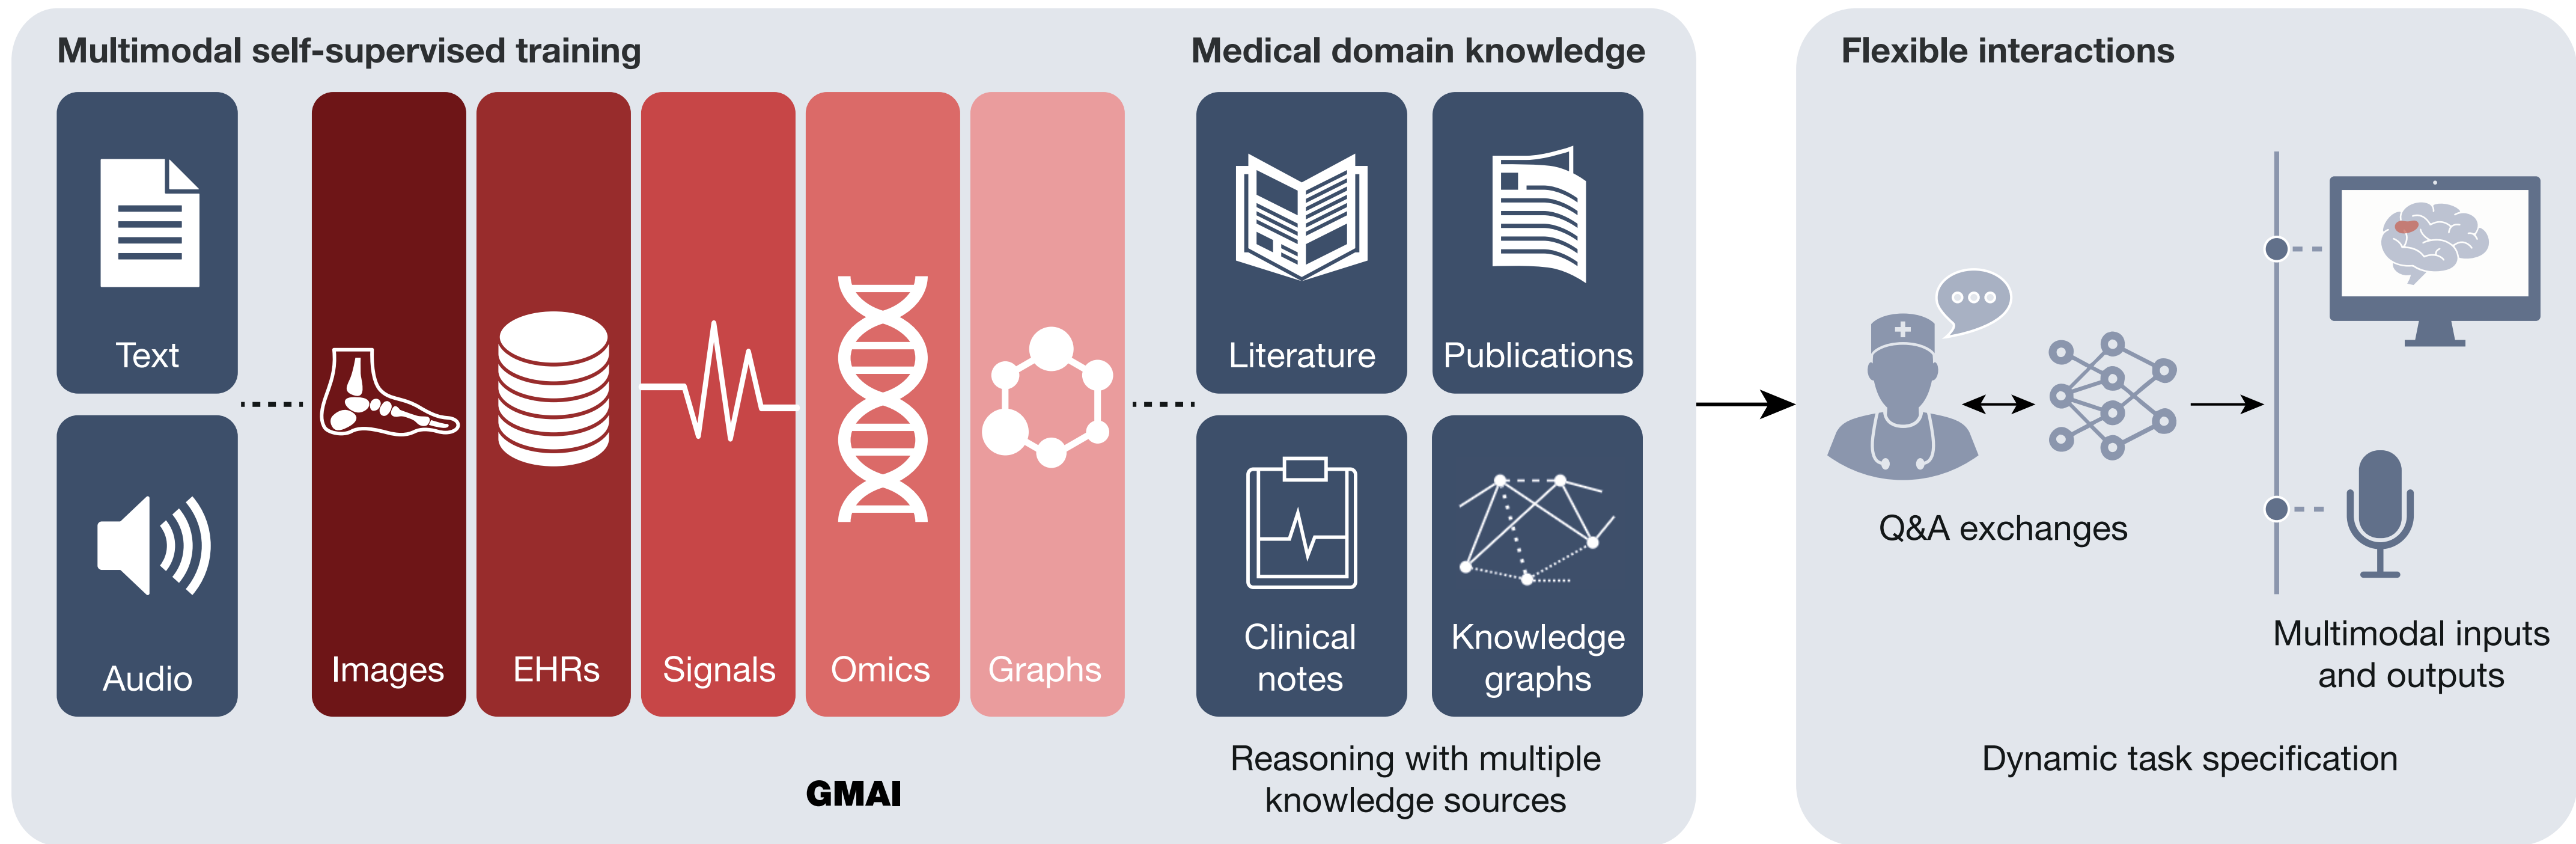 Multimodal self-supervised training
Text
Audio
Images
EHRs
Signals
Omics
Graphs
Medical domain knowledge
Literature
Publications
Clinical
notes
Knowledge
graphs
Reasoning with multiple
knowledge sources
GMAI
Flexible interactions
Q&A exchanges
Multimodal inputs
and outputs
Dynamic task specification